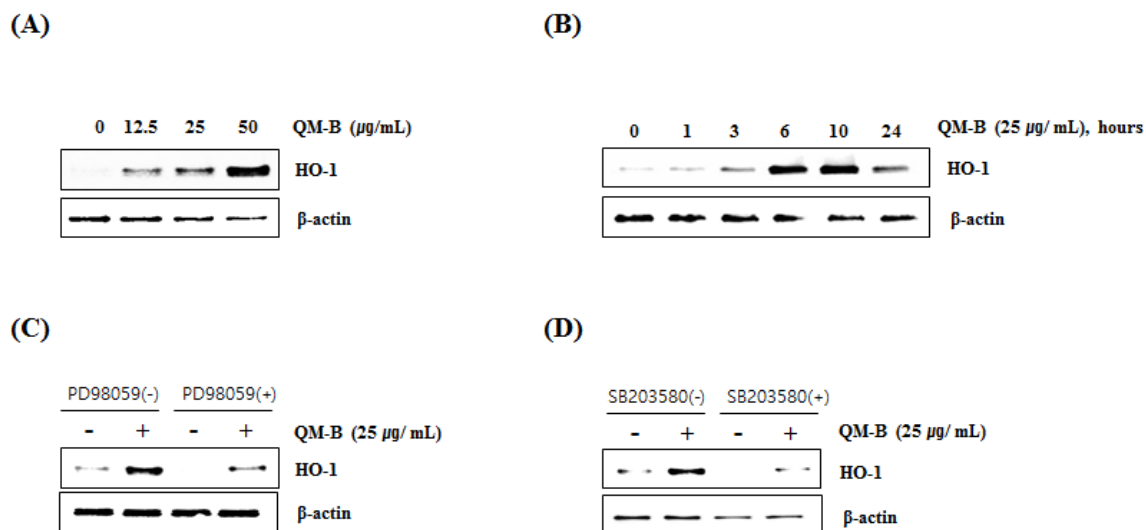 (A)
0 12.5 25 50 QM-B (μg/mL)
HO-1
β-actin
(B)
0 1 3 6 10 24 QM-B (25 μg/ mL), hours
HO-1
β-actin
(C)
PD98059(-) PD98059(+)
- + - + QM-B (25 μg/ mL)
HO-1
β-actin
(D)
SB203580(-) SB203580(+)
- + - + QM-B (25 μg/ mL)
HO-1
β-actin